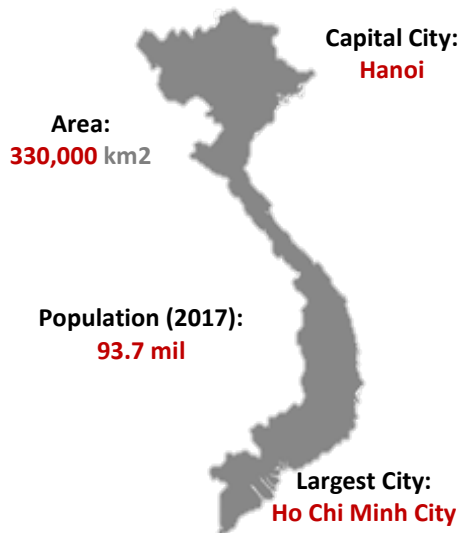 Capital City:
Hanoi
Area:
330,000 km2
Population (2017):
93.7 mil
Largest City:
Ho Chi Minh City